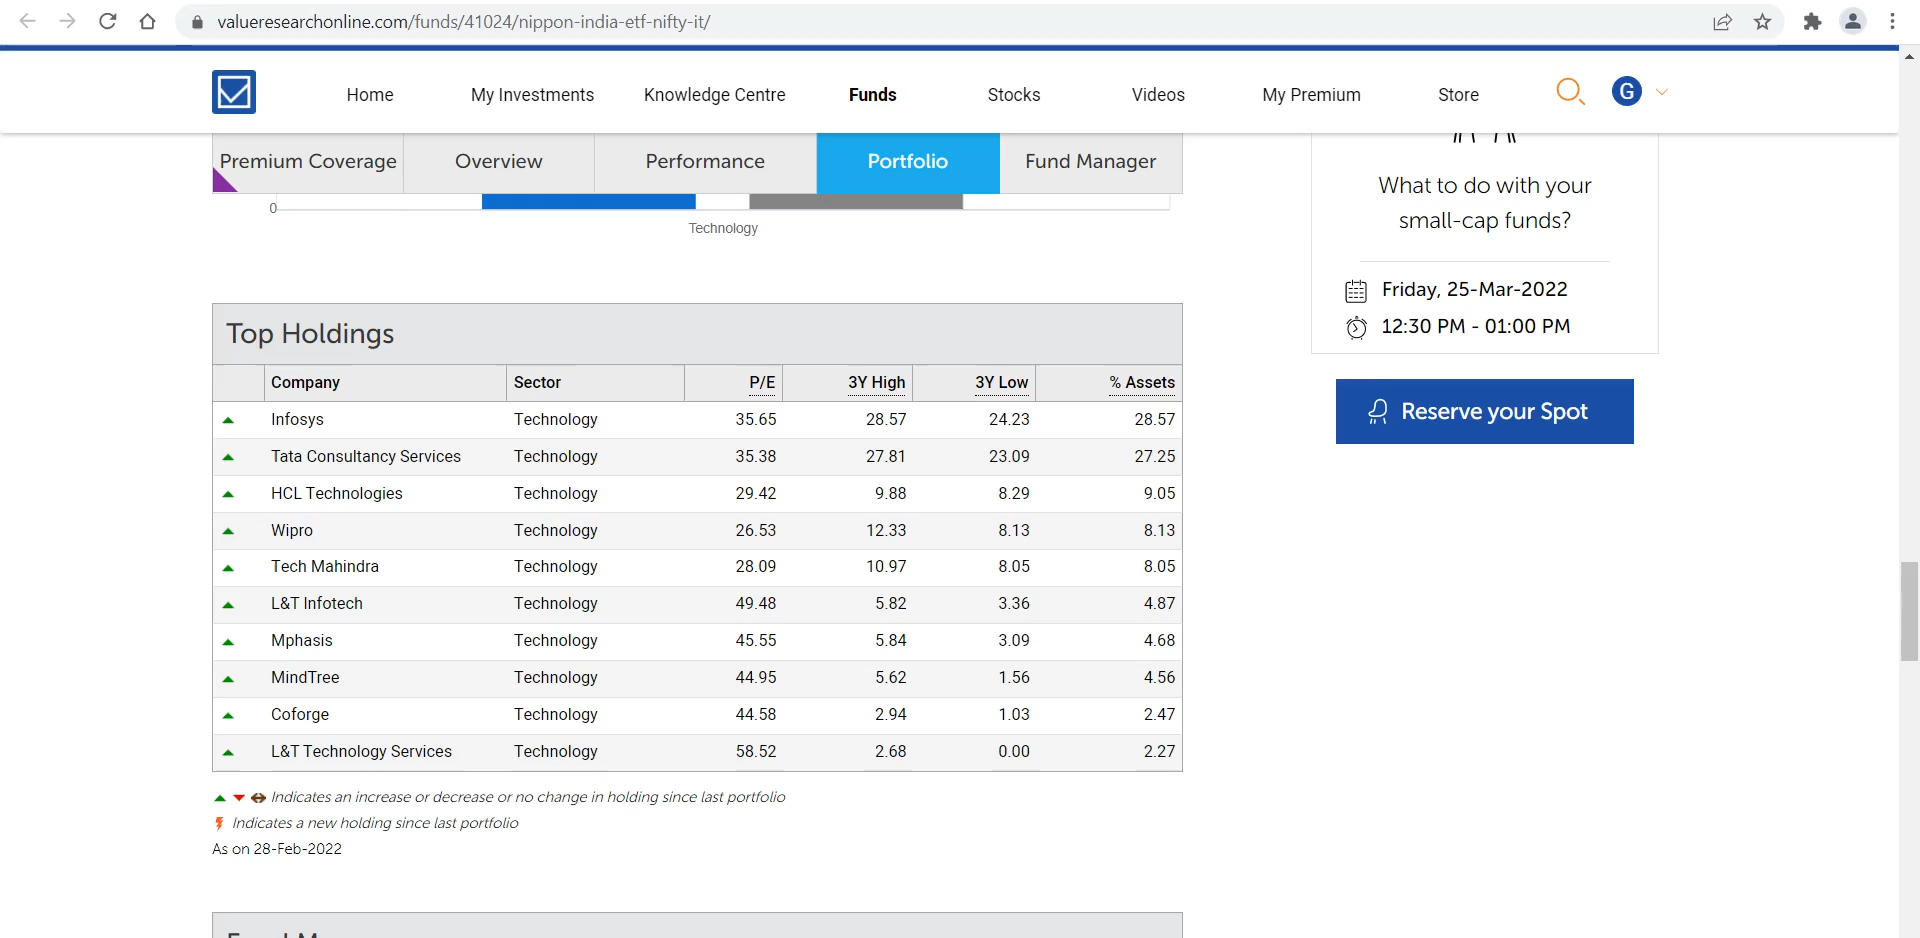 valueresearchonline.com/funds/41024/nippon-india-etf-nifty-it/
Home My Investments Knowledge Centre Funds Stocks Videos My Premium Store G
Premium Coverage Overview Performance Portfolio Fund Manager
0
Technology
What to do with your
small-cap funds?
Friday, 25-Mar-2022
12:30 PM - 01:00 PM
Reserve your Spot
Top Holdings
Company Sector P/E 3Y High 3Y Low % Assets
Infosys Technology 35.65 28.57 24.23 28.57
Tata Consultancy Services Technology 35.38 27.81 23.09 27.25
HCL Technologies Technology 29.42 9.88 8.29 9.05
Wipro Technology 26.53 12.33 8.13 8.13
Tech Mahindra Technology 28.09 10.97 8.05 8.05
L&T Infotech Technology 49.48 5.82 3.36 4.87
Mphasis Technology 45.55 5.84 3.09 4.68
MindTree Technology 44.95 5.62 1.56 4.56
Coforge Technology 44.58 2.94 1.03 2.47
L&T Technology Services Technology 58.52 2.68 0.00 2.27
Indicates an increase or decrease or no change in holding since last portfolio
Indicates a new holding since last portfolio
As on 28-Feb-2022